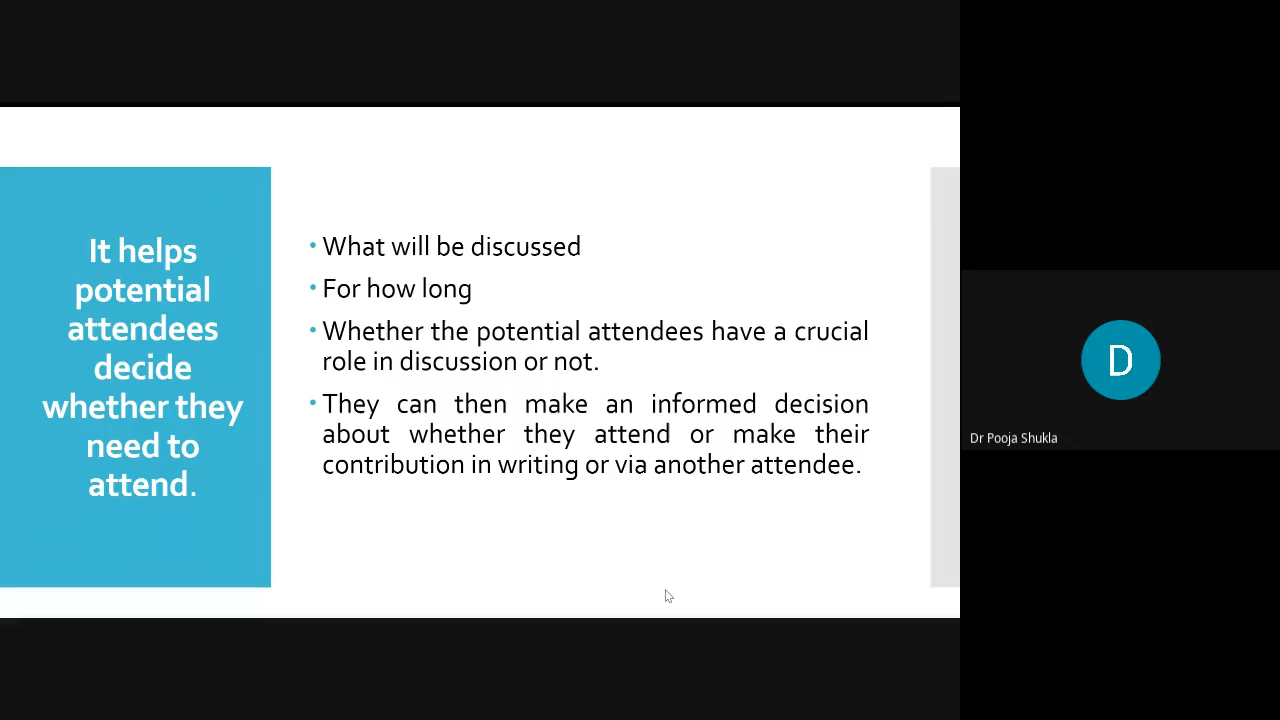 It helps
potential
attendees
decide
whether they
need to
attend.
• What will be discussed
• For how long
• Whether the potential attendees have a crucial
role in discussion or not.
• They can then make an informed decision
about whether they attend or make their
contribution in writing or via another attendee.
D
Dr Pooja Shukla